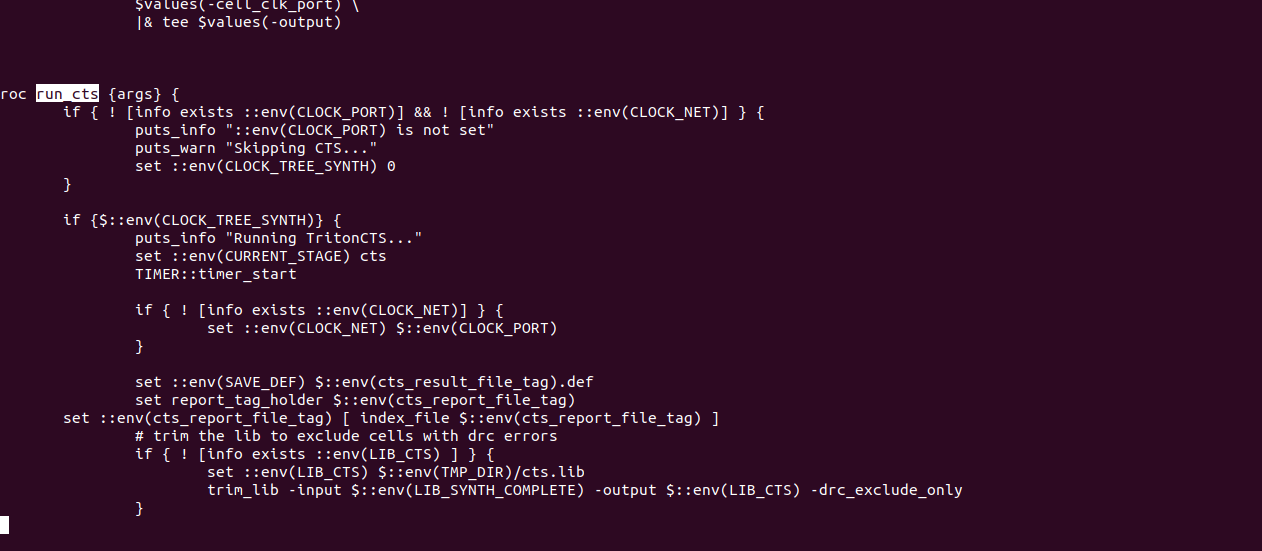 $values(-cell_clk_port) \
|& tee $values(-output)
roc run_cts {args} {
if { ! [info exists ::env(CLOCK_PORT)] && ! [info exists ::env(CLOCK_NET)] } {
puts_info "::env(CLOCK_PORT) is not set"
puts_warn "Skipping CTS..."
set ::env(CLOCK_TREE_SYNTH) 0
}
if {$::env(CLOCK_TREE_SYNTH)} {
puts_info "Running TritonCTS..."
set ::env(CURRENT_STAGE) cts
TIMER::timer_start
if { ! [info exists ::env(CLOCK_NET)] } {
set ::env(CLOCK_NET) $::env(CLOCK_PORT)
}
set ::env(SAVE_DEF) $::env(cts_result_file_tag).def
set report_tag_holder $::env(cts_report_file_tag)
set ::env(cts_report_file_tag) [ index_file $::env(cts_report_file_tag) ]
# trim the lib to exclude cells with drc errors
if { ! [info exists ::env(LIB_CTS) ] } {
set ::env(LIB_CTS) $::env(TMP_DIR)/cts.lib
trim_lib -input $::env(LIB_SYNTH_COMPLETE) -output $::env(LIB_CTS) -drc_exclude_only
}